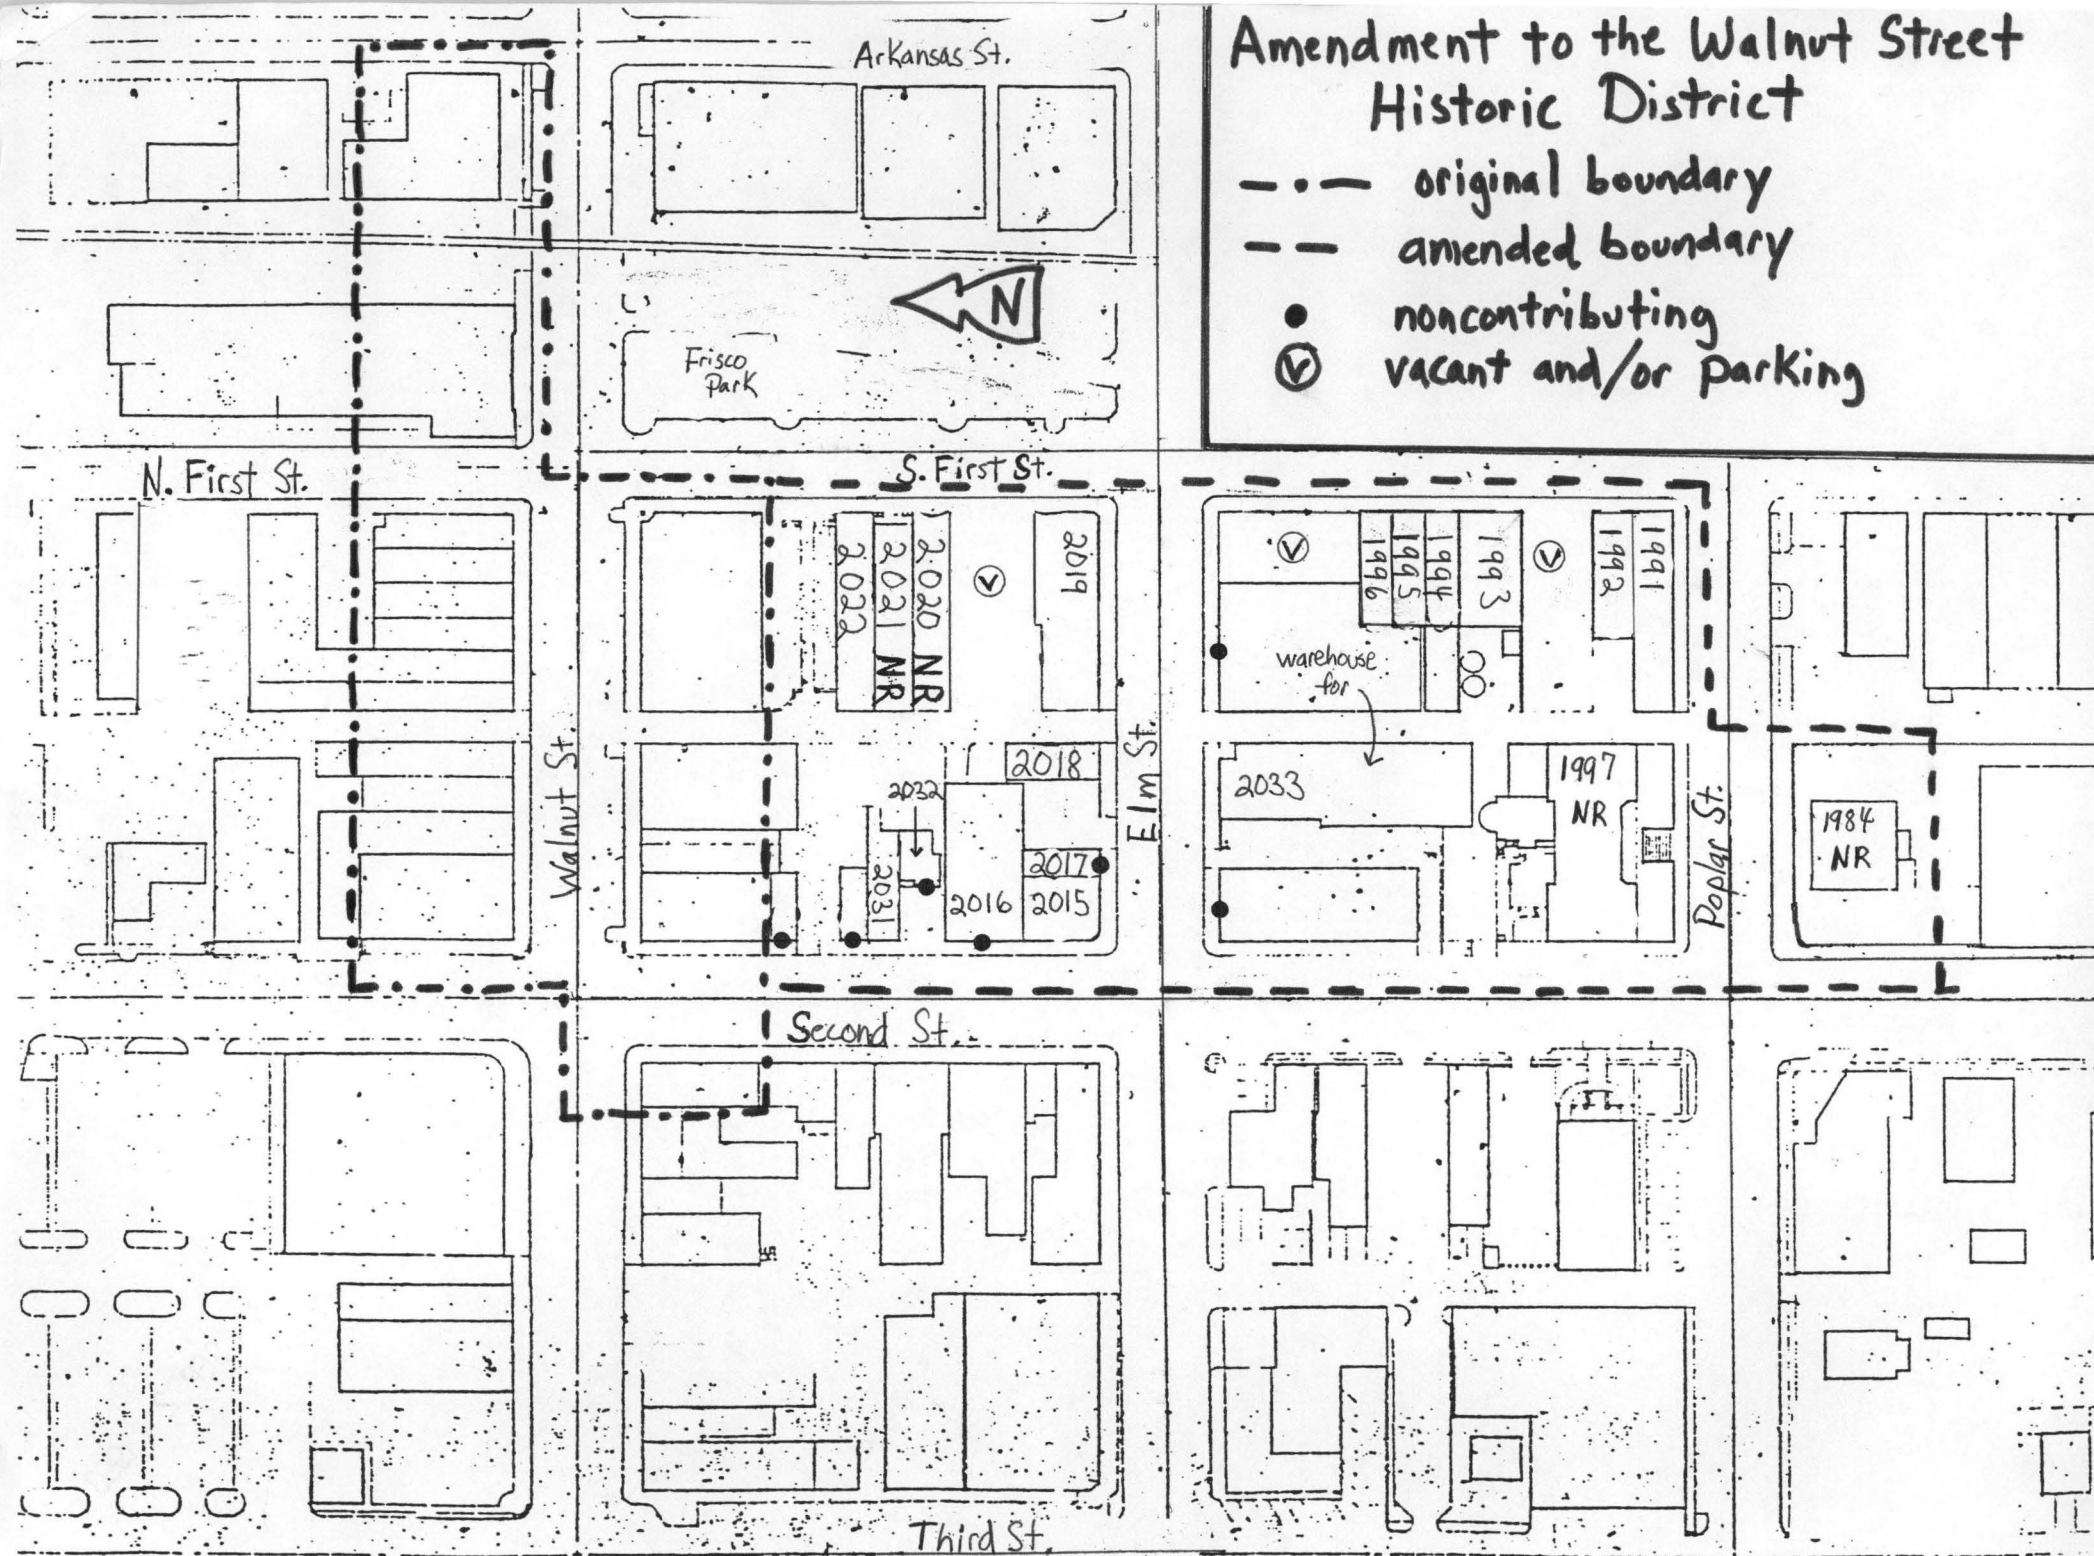 Arkansas St.
Amendment to the Walnut Street
Historic District
original boundary
amended boundary
noncontributing
V vacant and/or parking
N
Frisco
Park
N. First St.
S. First St.
2022
2021 NR
2020 NR
V
2019
V
1996
1995
1994
1993
V
1992
1991
warehouse
for
Walnut St.
Elm St.
Poplar St.
2018
2032
2031
2016
2017
2015
2033
1997
NR
1984
NR
Second St.
Third St.